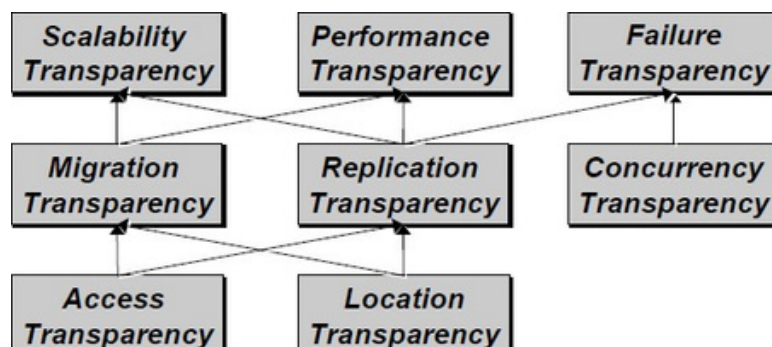 Scalability
Transparency
Performance
Transparency
Failure
Transparency
Migration
Transparency
Replication
Transparency
Concurrency
Transparency
Access
Transparency
Location
Transparency